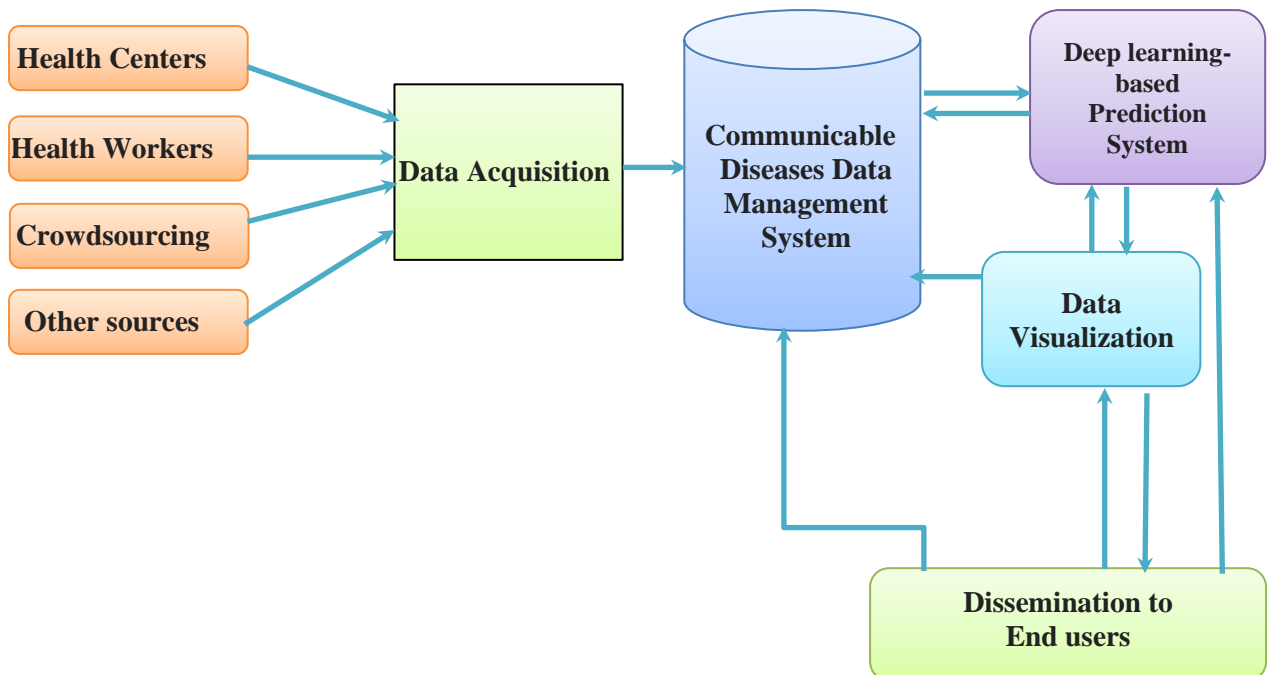 Health Centers
Health Workers
Crowdsourcing
Other sources
Data Acquisition
Communicable
Diseases Data
Management
System
Deep learning-
based
Prediction
System
Data
Visualization
Dissemination to
End users